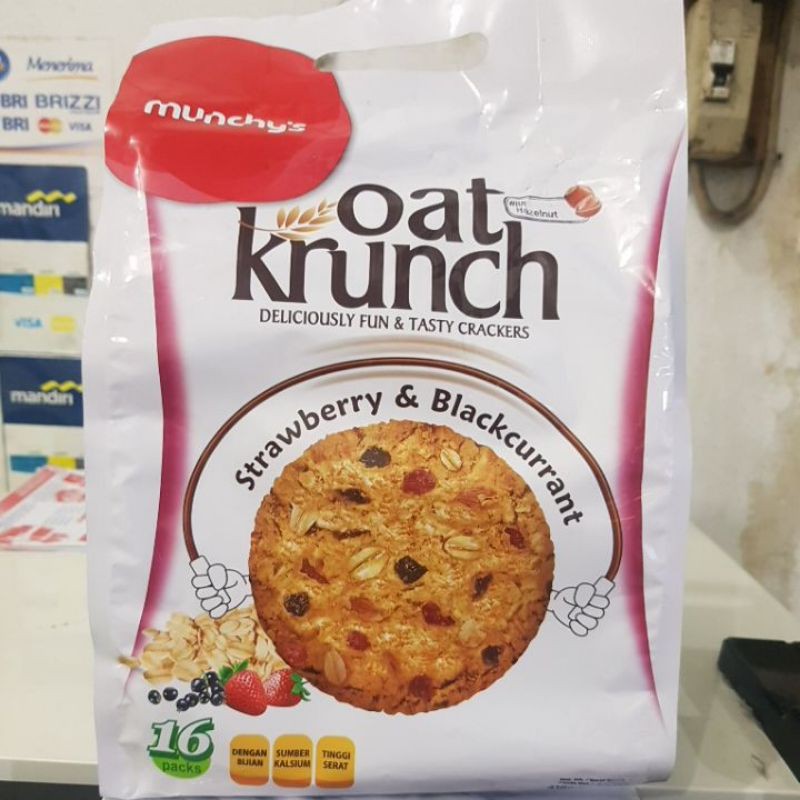 Menerima
BRI BRIZZI
BRI VISA
mandiri
VISA
mandiri
munchy's
oat
krunch
with
Hazelnut
DELICIOUSLY FUN & TASTY CRACKERS
Strawberry & Blackcurrant
16
packs
DENGAN
BIJIAN
SUMBER
KALSIUM
TINGGI
SERAT